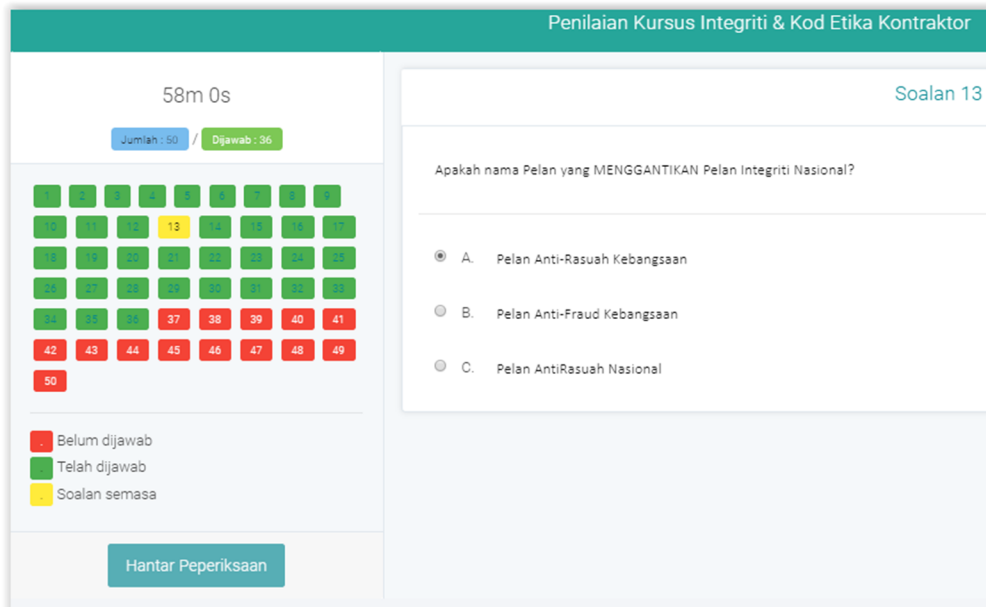 Penilaian Kursus Integriti & Kod Etika Kontraktor
58m 0s
Jumlah : 50 / Dijawab : 36
1 2 3 4 5 6 7 8 9
10 11 12 13 14 15 16 17
18 19 20 21 22 23 24 25
26 27 28 29 30 31 32 33
34 35 36 37 38 39 40 41
42 43 44 45 46 47 48 49
50
. Belum dijawab
. Telah dijawab
. Soalan semasa
Hantar Peperiksaan
Soalan 13
Apakah nama Pelan yang MENGGANTIKAN Pelan Integriti Nasional?
A. Pelan Anti-Rasuah Kebangsaan
B. Pelan Anti-Fraud Kebangsaan
C. Pelan AntiRasuah Nasional